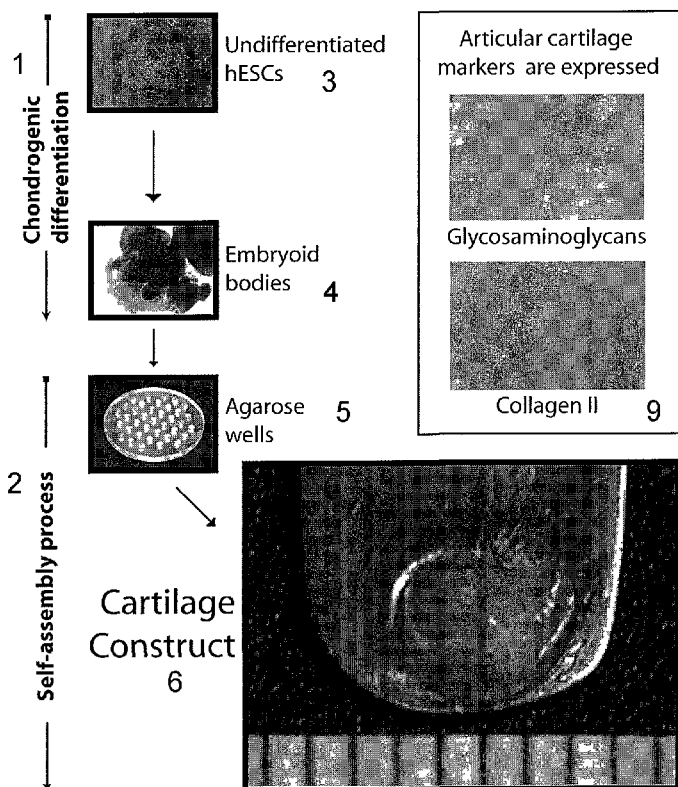 1
Chondrogenic
differentiation
Undifferentiated
hESCs 3
Embryoid
bodies 4
Agarose
wells 5
2
Self-assembly process
Cartilage
Construct
6
Articular cartilage
markers are expressed
Glycosaminoglycans
Collagen II 9